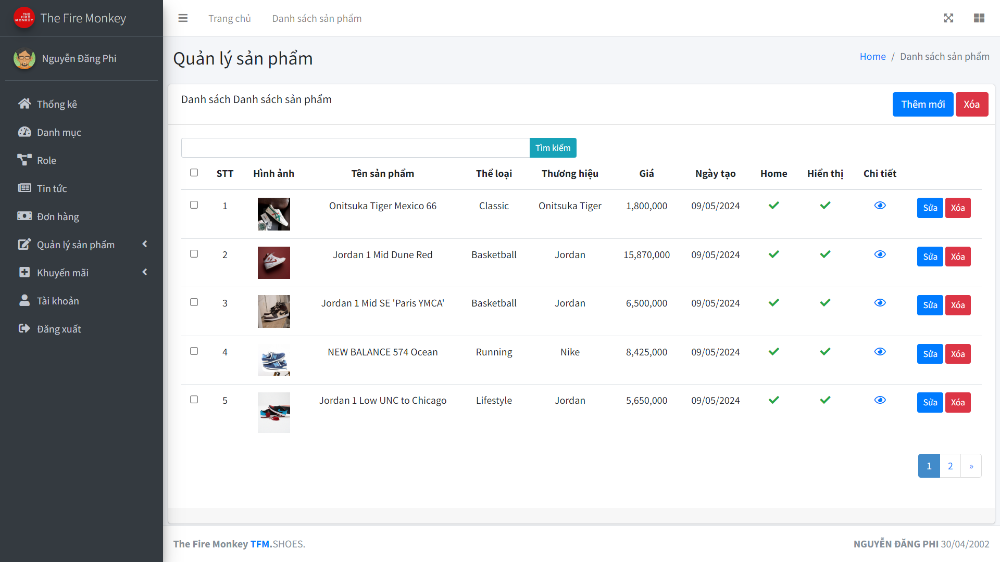 THE FIRE MONKEY The Fire Monkey
Trang chủ Danh sách sản phẩm
Nguyễn Đăng Phi
Quản lý sản phẩm
Home / Danh sách sản phẩm
Thống kê
Danh mục
Role
Tin tức
Đơn hàng
Quản lý sản phẩm
Khuyến mãi
Tài khoản
Đăng xuất
Danh sách Danh sách sản phẩm
Thêm mới Xóa
Tìm kiếm
STT Hình ảnh Tên sản phẩm Thể loại Thương hiệu Giá Ngày tạo Home Hiển thị Chi tiết
1 Onitsuka Tiger Mexico 66 Classic Onitsuka Tiger 1,800,000 09/05/2024 Sửa Xóa
2 Jordan 1 Mid Dune Red Basketball Jordan 15,870,000 09/05/2024 Sửa Xóa
3 Jordan 1 Mid SE 'Paris YMCA' Basketball Jordan 6,500,000 09/05/2024 Sửa Xóa
4 NEW BALANCE 574 Ocean Running Nike 8,425,000 09/05/2024 Sửa Xóa
5 Jordan 1 Low UNC to Chicago Lifestyle Jordan 5,650,000 09/05/2024 Sửa Xóa
1 2 »
The Fire Monkey TFM.SHOES.
NGUYỄN ĐĂNG PHI 30/04/2002